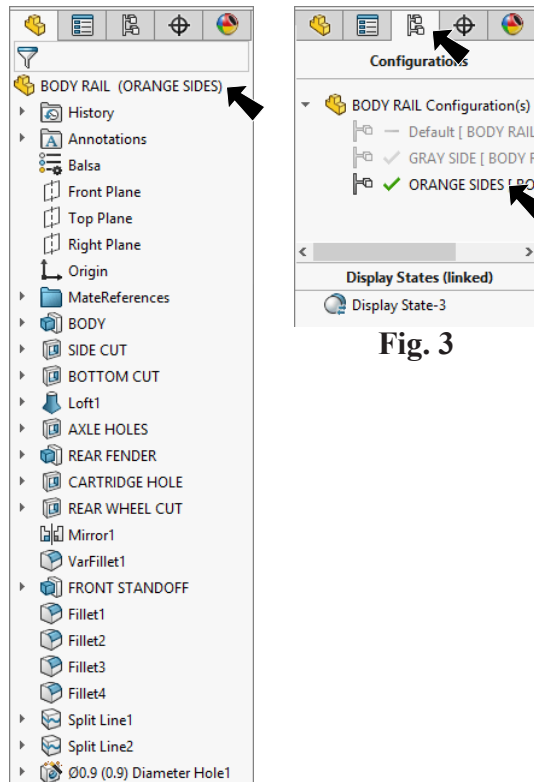 BODY RAIL (ORANGE SIDES)
History
Annotations
Balsa
Front Plane
Top Plane
Right Plane
Origin
MateReferences
BODY
SIDE CUT
BOTTOM CUT
Loft1
AXLE HOLES
REAR FENDER
CARTRIDGE HOLE
REAR WHEEL CUT
Mirror1
VarFillet1
FRONT STANDOFF
Fillet1
Fillet2
Fillet3
Fillet4
Split Line1
Split Line2
Ø0.9 (0.9) Diameter Hole1
Configurations
BODY RAIL Configuration(s)
Default [ BODY RAIL
GRAY SIDE [ BODY
ORANGE SIDES [
Display States (linked)
Display State-3
Fig. 3